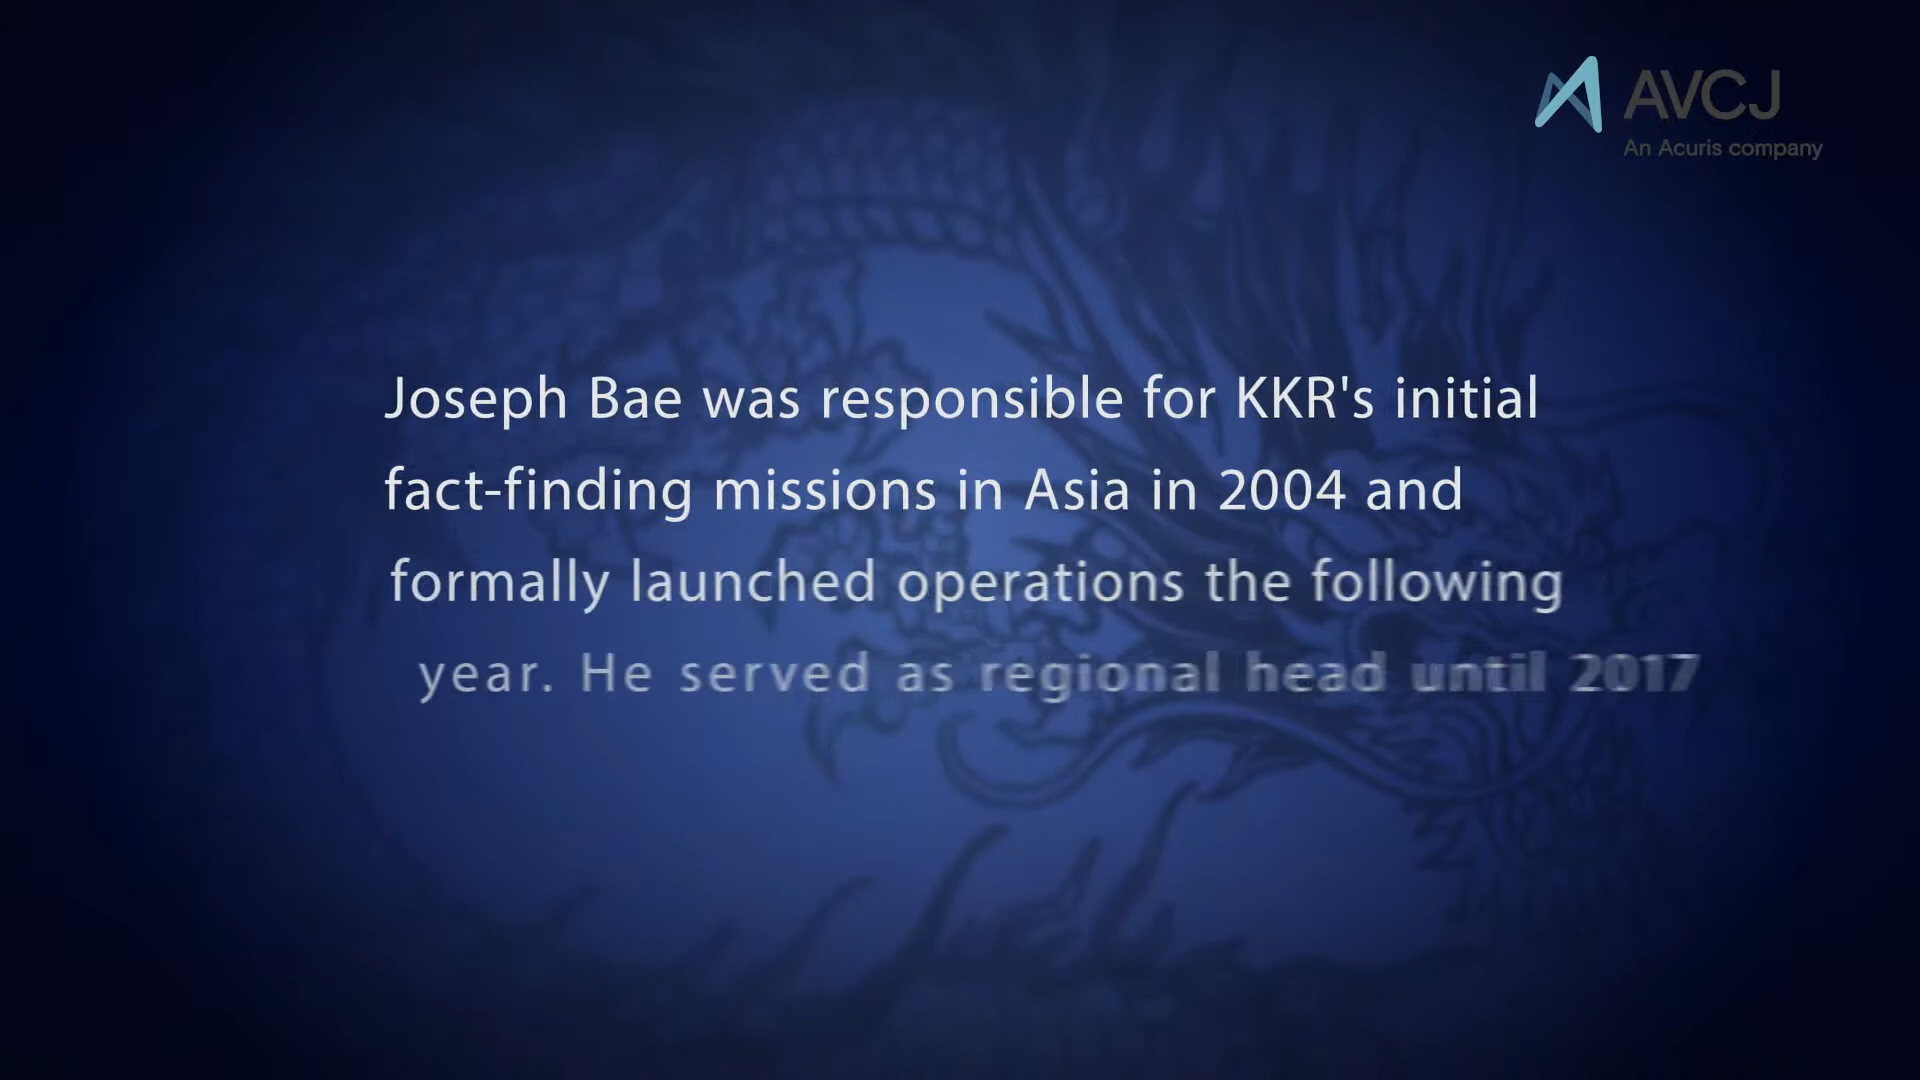 AVCJ
An Acuris company
Joseph Bae was responsible for KKR's initial
fact-finding missions in Asia in 2004 and
formally launched operations the following
year. He served as regional head until 2017